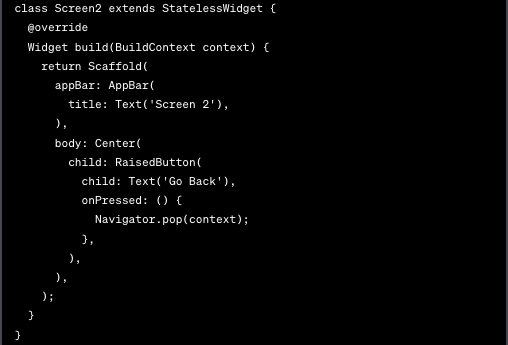 class Screen2 extends StatelessWidget {
  @override
  Widget build(BuildContext context) {
    return Scaffold(
      appBar: AppBar(
        title: Text('Screen 2'),
      ),
      body: Center(
        child: RaisedButton(
          child: Text('Go Back'),
          onPressed: () {
            Navigator.pop(context);
          },
        ),
      ),
    );
  }
}